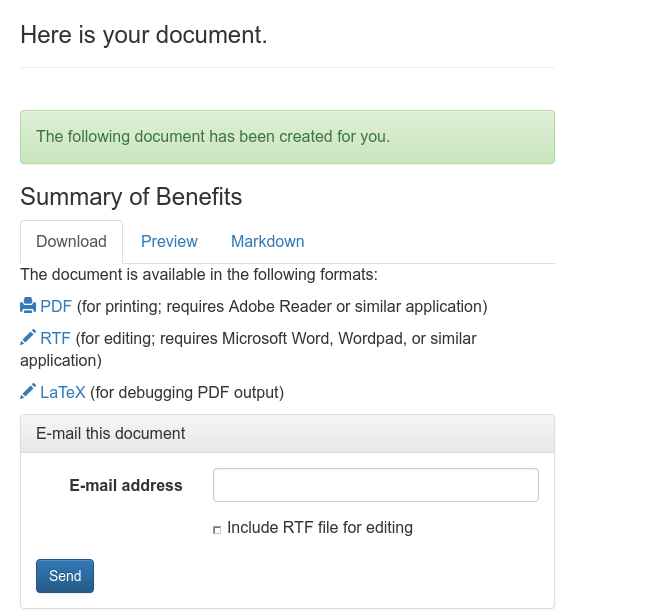 Here is your document.
The following document has been created for you.
Summary of Benefits
Download Preview Markdown
The document is available in the following formats:
PDF (for printing; requires Adobe Reader or similar application)
RTF (for editing; requires Microsoft Word, Wordpad, or similar
application)
LaTeX (for debugging PDF output)
E-mail this document
E-mail address
Include RTF file for editing
Send